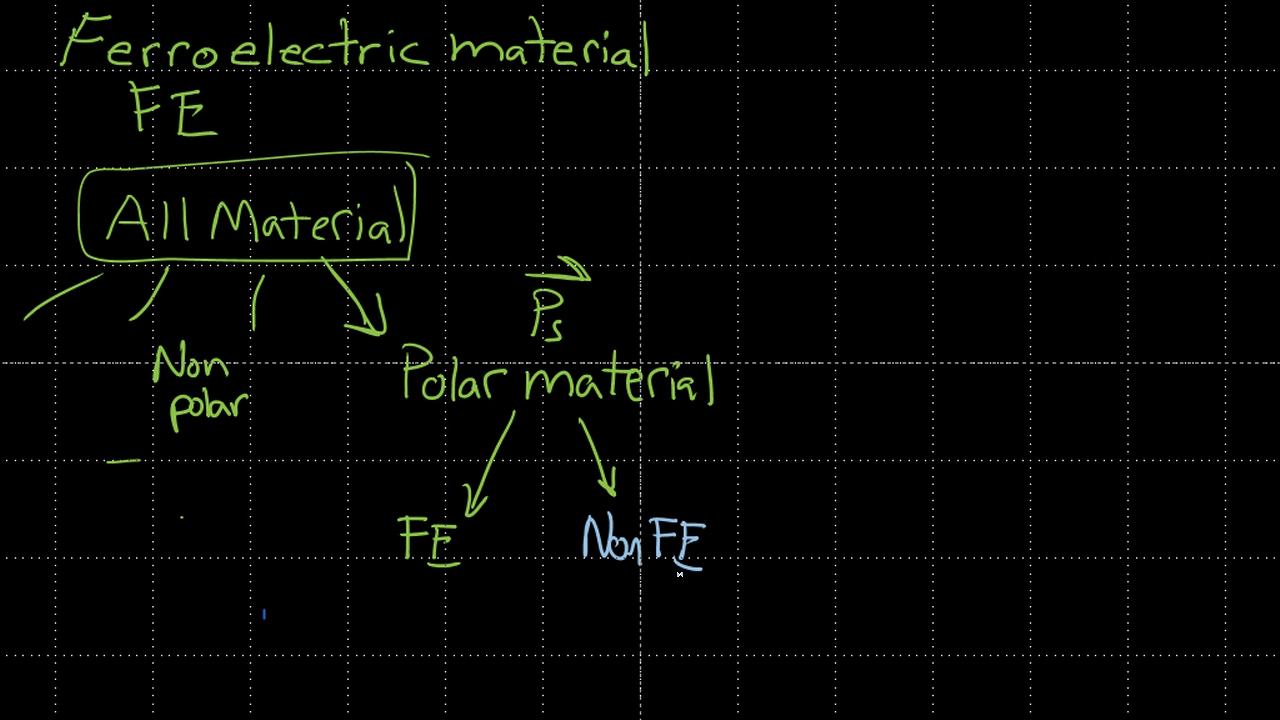 Ferroelectric material
FE
All Material
Ps
Non
polar
Polar material
FE
Non FE